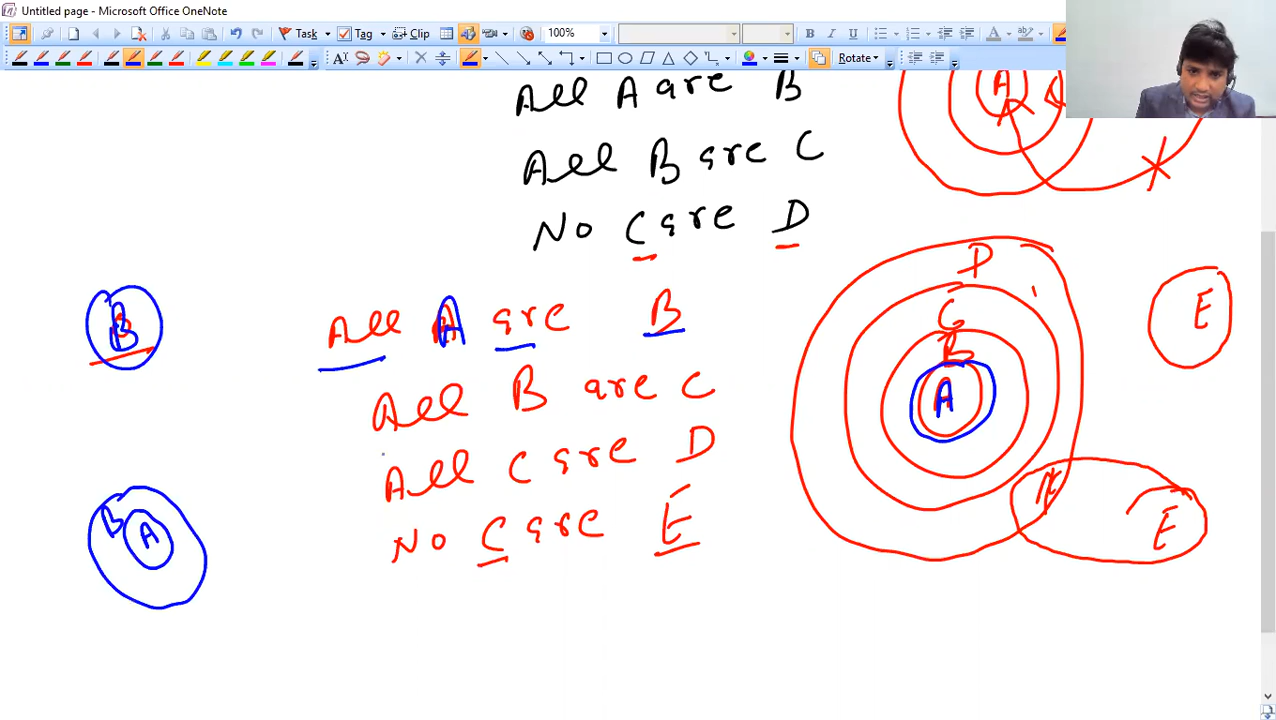 Untitled page - Microsoft Office OneNote
Task Tag Clip 100% B I U A ab
Rotate
All A are B
All B are C
No C are D
A
B
All A are B
All B are C
All C are D
No C are E
B A
D
C
B
A
E
E